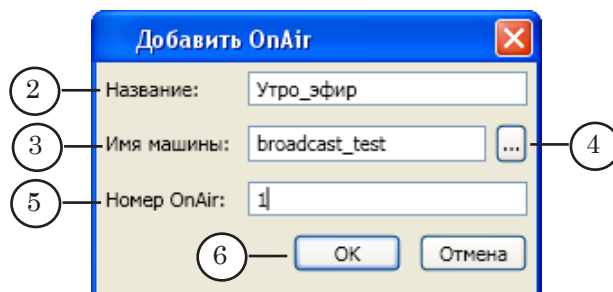 Добавить OnAir
2 Название: Утро_эфир
3 Имя машины: broadcast_test ... 4
5 Номер OnAir: 1
6 OK Отмена